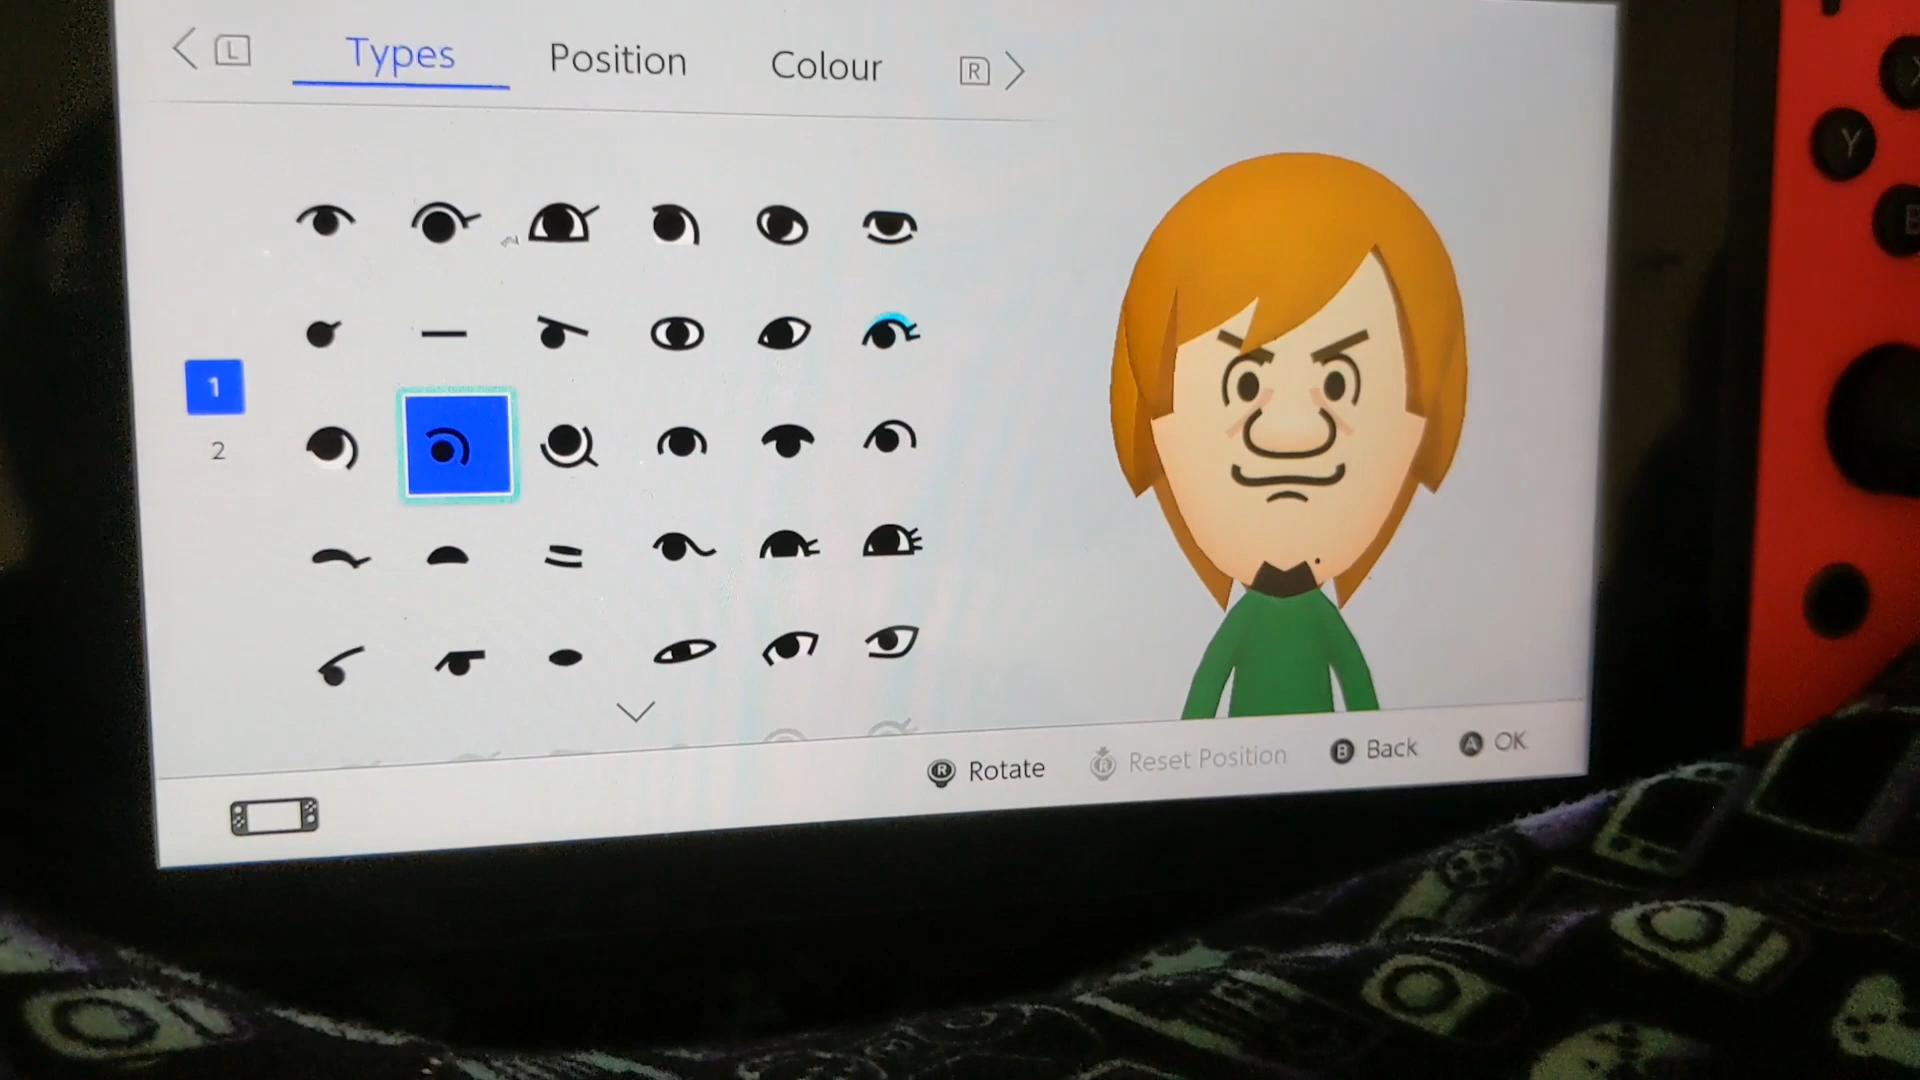 L Types Position Colour R
1
2
R Rotate R Reset Position B Back A OK
X
Y
B